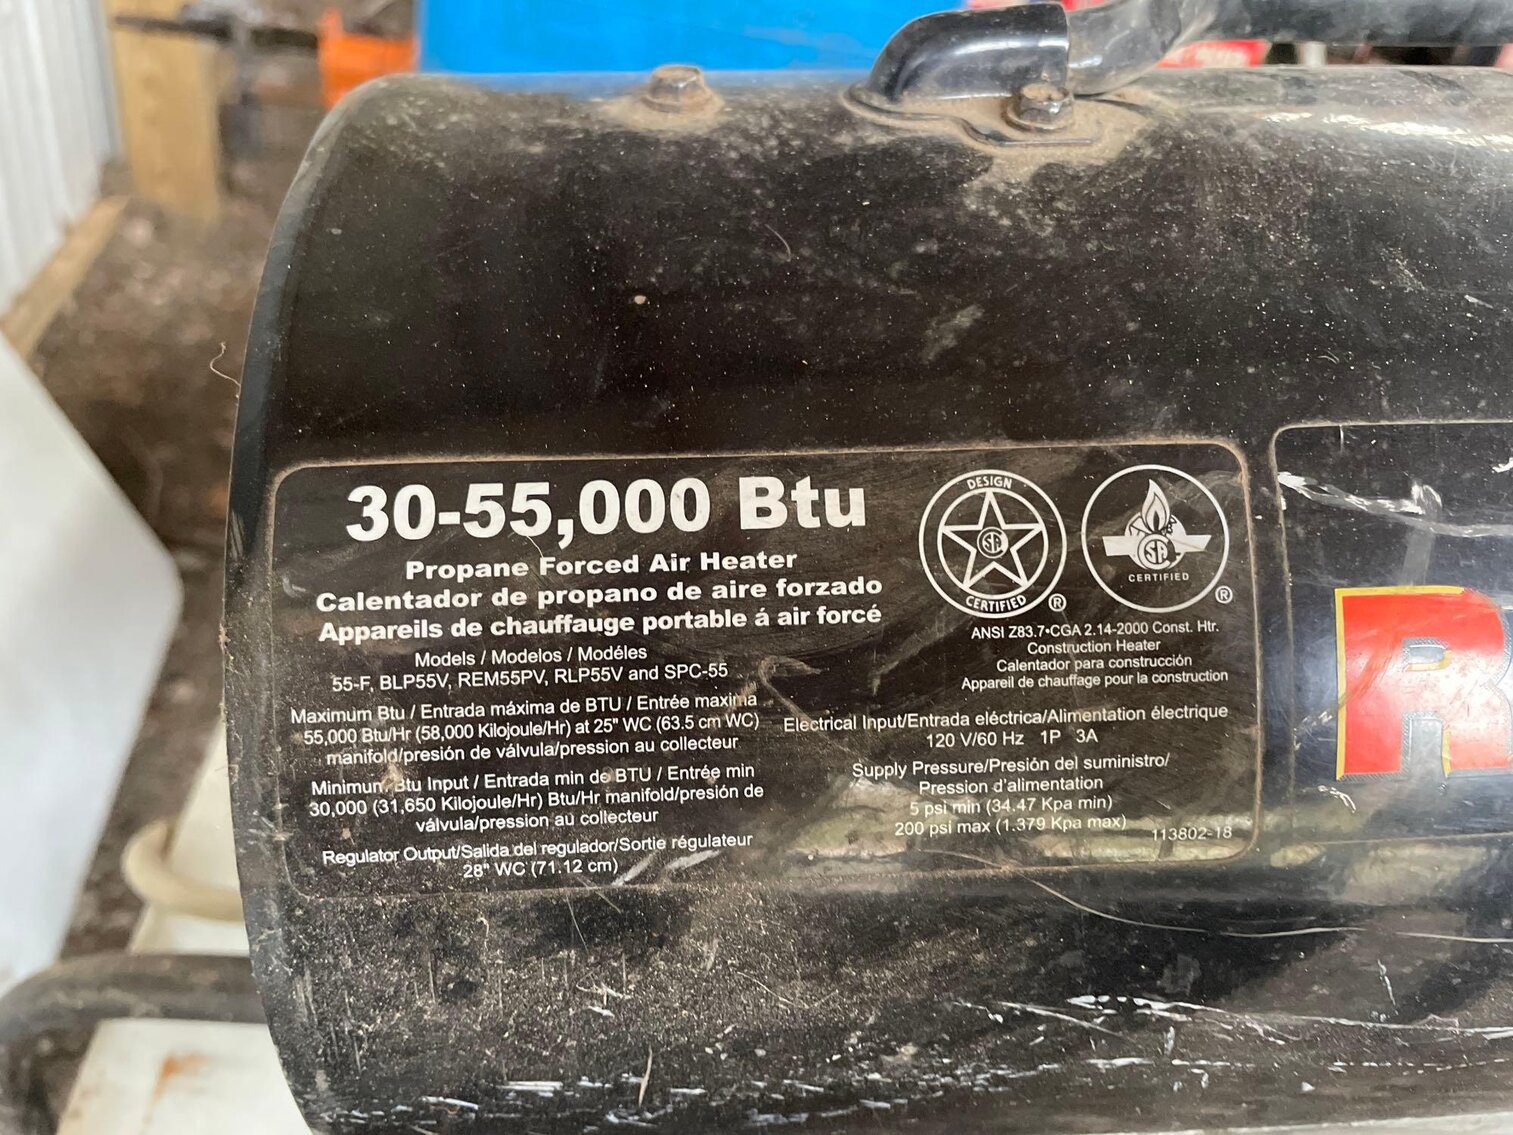 30-55,000 Btu
Propane Forced Air Heater
Calentador de propano de aire forzado
Appareils de chauffauge portable á air forcé
Models / Modelos / Modéles
55-F, BLP55V, REM55PV, RLP55V and SPC-55
Maximum Btu / Entrada máxima de BTU / Entrée maxima
55,000 Btu/Hr (58,000 Kilojoule/Hr) at 25" WC (63.5 cm WC)
manifold/presión de válvula/pression au collecteur
Minimum Btu Input / Entrada min de BTU / Entrée min
30,000 (31,650 Kilojoule/Hr) Btu/Hr manifold/presión de
válvula/pression au collecteur
Regulator Output/Salida del regulador/Sortie régulateur
28" WC (71.12 cm)
DESIGN
CERTIFIED ®
CERTIFIED
®
ANSI Z83.7•CGA 2.14-2000 Const. Htr.
Construction Heater
Calentador para construcción
Appareil de chauffage pour la construction
Electrical Input/Entrada eléctrica/Alimentation électrique
120 V/60 Hz 1P 3A
Supply Pressure/Presión del suministro/
Pression d'alimentation
5 psi min (34.47 Kpa min)
200 psi max (1.379 Kpa max)
113802-18
R